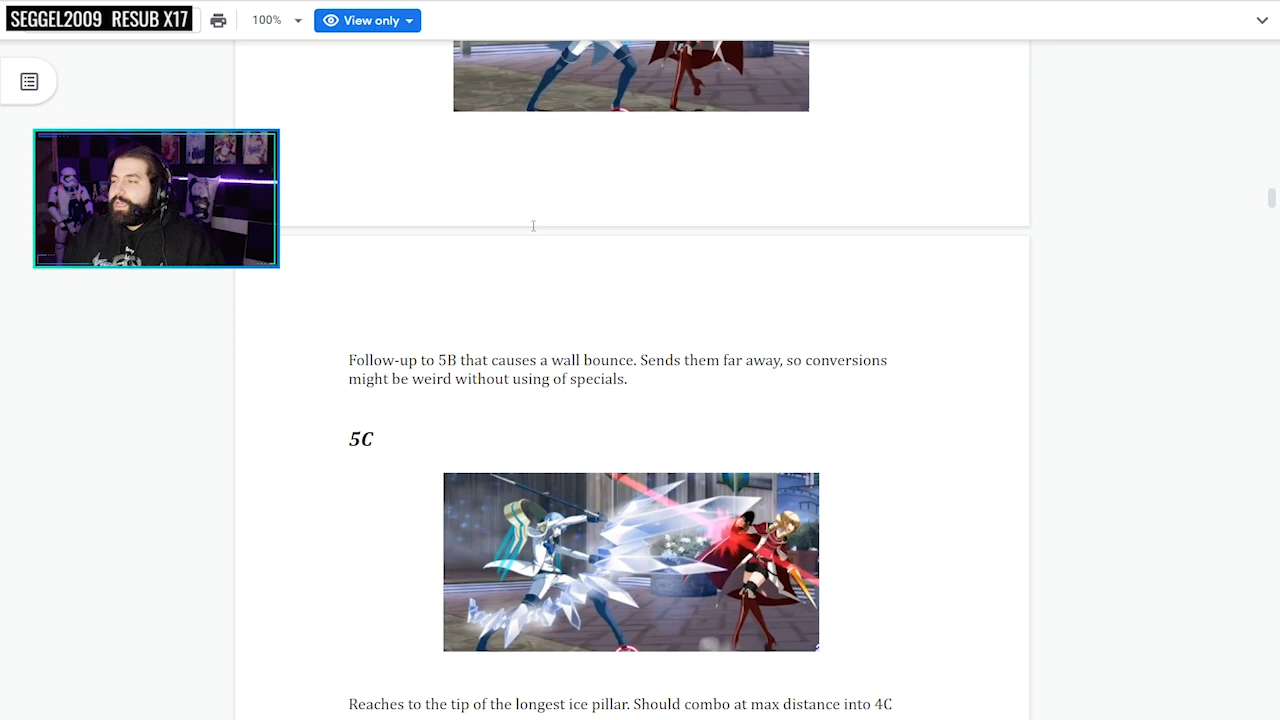 SEGGEL2009 RESUB X17
100%
View only
Follow-up to 5B that causes a wall bounce. Sends them far away, so conversions
might be weird without using of specials.
5C
Reaches to the tip of the longest ice pillar. Should combo at max distance into 4C